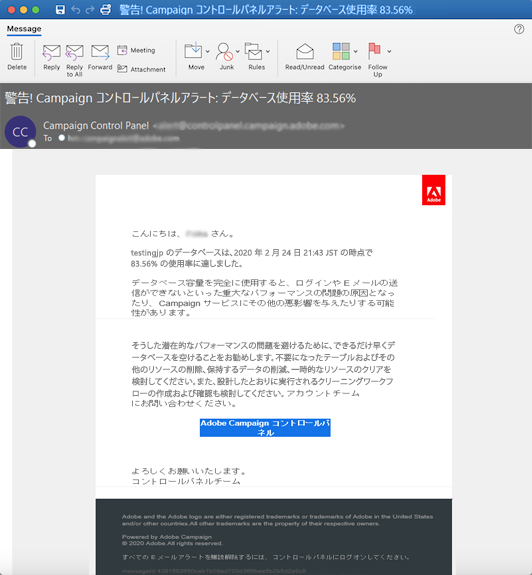 警告! Campaign コントロールパネルアラート: データベース使用率 83.56%
Message
Delete
Reply
Reply to All
Forward
Meeting
Attachment
Move
Junk
Rules
Read/Unread
Categorise
Follow Up
警告! Campaign コントロールパネルアラート: データベース使用率 83.56%
CC
Campaign Control Panel <alert@controlpanel.campaign.adobe.com>
To
Adobe
こんにちは、 さん。
testingjp のデータベースは、2020 年 2 月 24 日 21:43 JST の時点で
83.56% の使用率に達しました。
データベース容量を完全に使用すると、ログインや E メールの送
信ができないといった重大なパフォーマンスの問題の原因となっ
たり、Campaign サービスにその他の悪影響を与えたりする可能
性があります。
そうした潜在的なパフォーマンスの問題を避けるために、できるだけ早くデ
ータベースを空けることをお勧めします。不要になったテーブルおよびその
他のリソースの削除、保持するデータの削減、一時的なリソースのクリアを
検討してください。また、設計したとおりに実行されるクリーニングワークフ
ローの作成および確認も検討してください。アカウントチーム
にお問い合わせください。
Adobe Campaign コントロールパ
ネル
よろしくお願いいたします。
コントロールパネルチーム
Adobe and the Adobe logo are either registered trademarks or trademarks of Adobe in the United States
and/or other countries.All other trademarks are the property of their respective owners.
Powered by Adobe Campaign
© 2020 Adobe.All rights reserved.
すべての E メールアラートを購読解除するには、コントロールパネルにログオンしてください。